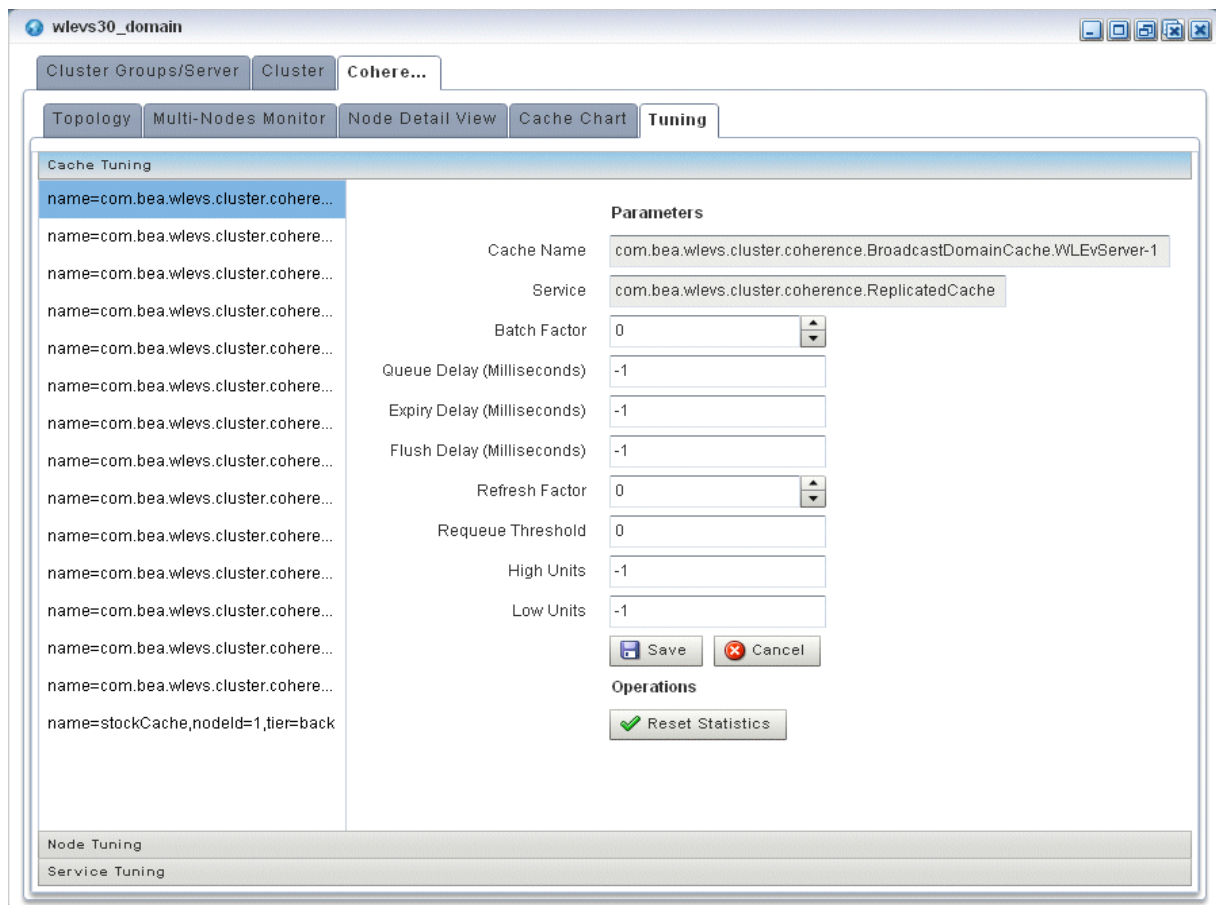 wlevs30_domain
Cluster Groups/Server Cluster Cohere...
Topology Multi-Nodes Monitor Node Detail View Cache Chart Tuning
Cache Tuning
name=com.bea.wlevs.cluster.cohere...
name=com.bea.wlevs.cluster.cohere...
name=com.bea.wlevs.cluster.cohere...
name=com.bea.wlevs.cluster.cohere...
name=com.bea.wlevs.cluster.cohere...
name=com.bea.wlevs.cluster.cohere...
name=com.bea.wlevs.cluster.cohere...
name=com.bea.wlevs.cluster.cohere...
name=com.bea.wlevs.cluster.cohere...
name=com.bea.wlevs.cluster.cohere...
name=com.bea.wlevs.cluster.cohere...
name=com.bea.wlevs.cluster.cohere...
name=com.bea.wlevs.cluster.cohere...
name=com.bea.wlevs.cluster.cohere...
name=stockCache,nodeId=1,tier=back
Parameters
Cache Name com.bea.wlevs.cluster.coherence.BroadcastDomainCache.WLEvServer-1
Service com.bea.wlevs.cluster.coherence.ReplicatedCache
Batch Factor 0
Queue Delay (Milliseconds) -1
Expiry Delay (Milliseconds) -1
Flush Delay (Milliseconds) -1
Refresh Factor 0
Requeue Threshold 0
High Units -1
Low Units -1
Save Cancel
Operations
Reset Statistics
Node Tuning
Service Tuning